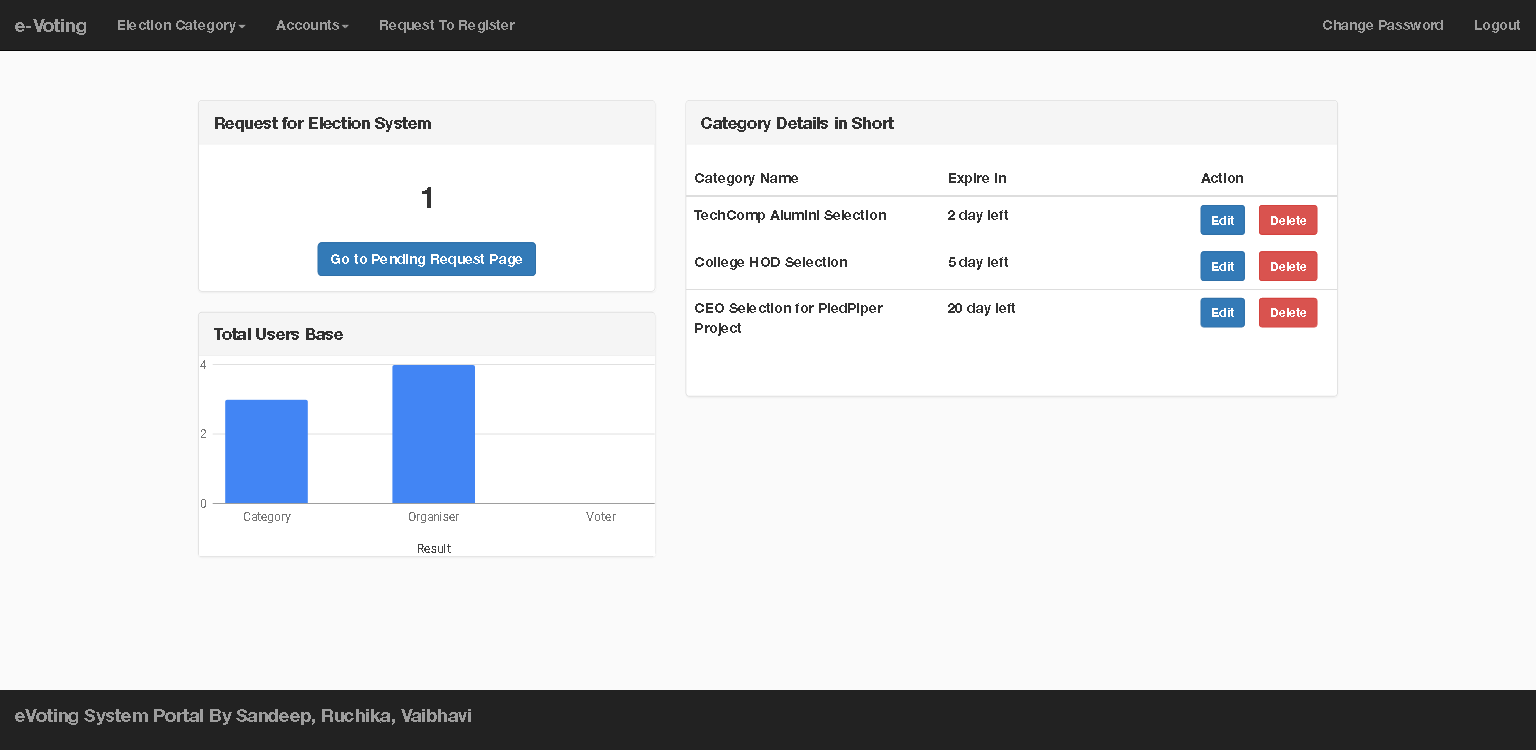 e-Voting Election Category Accounts Request To Register Change Password Logout
Request for Election System
1
Go to Pending Request Page
Total Users Base
4
2
0
Category Organiser Voter
Result
Category Details in Short
Category Name Expire In Action
TechComp Alumini Selection 2 day left Edit Delete
College HOD Selection 5 day left Edit Delete
CEO Selection for PiedPiper 20 day left Edit Delete
Project
eVoting System Portal By Sandeep, Ruchika, Vaibhavi